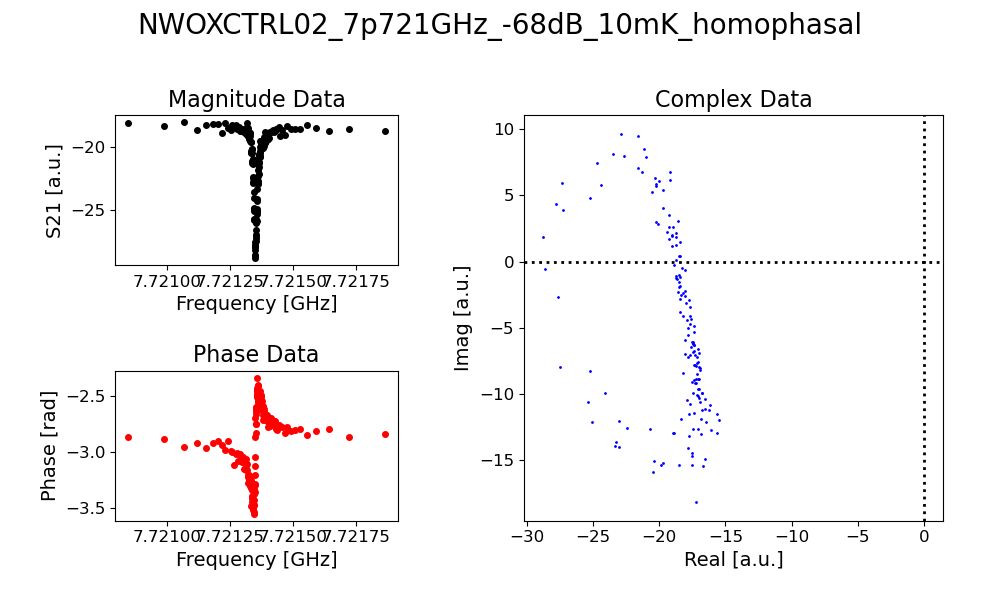 NWOXCTRL02_7p721GHz_-68dB_10mK_homophasal
Magnitude Data
S21 [a.u.]
−20
−25
7.72100 7.72125 7.72150 7.72175
Frequency [GHz]
Phase Data
Phase [rad]
−2.5
−3.0
−3.5
7.72100 7.72125 7.72150 7.72175
Frequency [GHz]
Complex Data
Imag [a.u.]
10
5
0
−5
−10
−15
−30 −25 −20 −15 −10 −5 0
Real [a.u.]